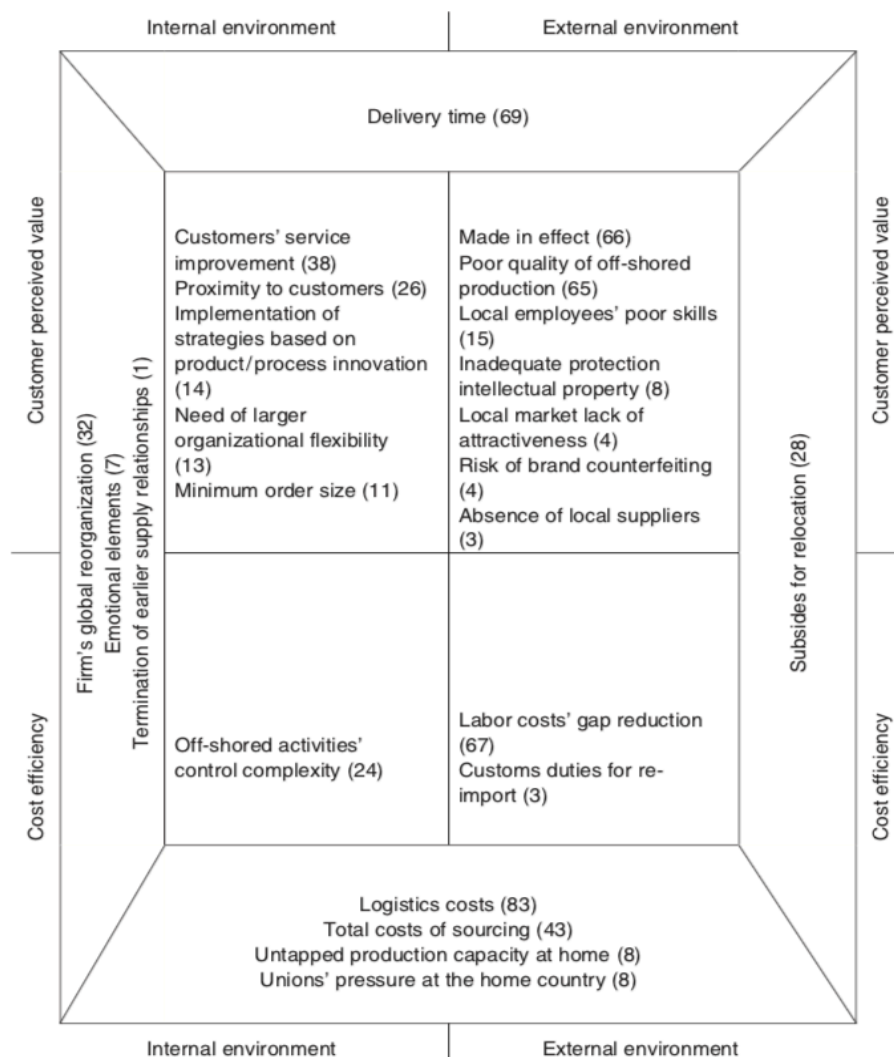 Internal environment
External environment
Delivery time (69)
Customer perceived value
Cost efficiency
Firm's global reorganization (32)
Emotional elements (7)
Termination of earlier supply relationships (1)
Customers' service
improvement (38)
Proximity to customers (26)
Implementation of
strategies based on
product/process innovation
(14)
Need of larger
organizational flexibility
(13)
Minimum order size (11)
Made in effect (66)
Poor quality of off-shored
production (65)
Local employees' poor skills
(15)
Inadequate protection
intellectual property (8)
Local market lack of
attractiveness (4)
Risk of brand counterfeiting
(4)
Absence of local suppliers
(3)
Off-shored activities'
control complexity (24)
Labor costs' gap reduction
(67)
Customs duties for re-
import (3)
Subsides for relocation (28)
Customer perceived value
Cost efficiency
Logistics costs (83)
Total costs of sourcing (43)
Untapped production capacity at home (8)
Unions' pressure at the home country (8)
Internal environment
External environment